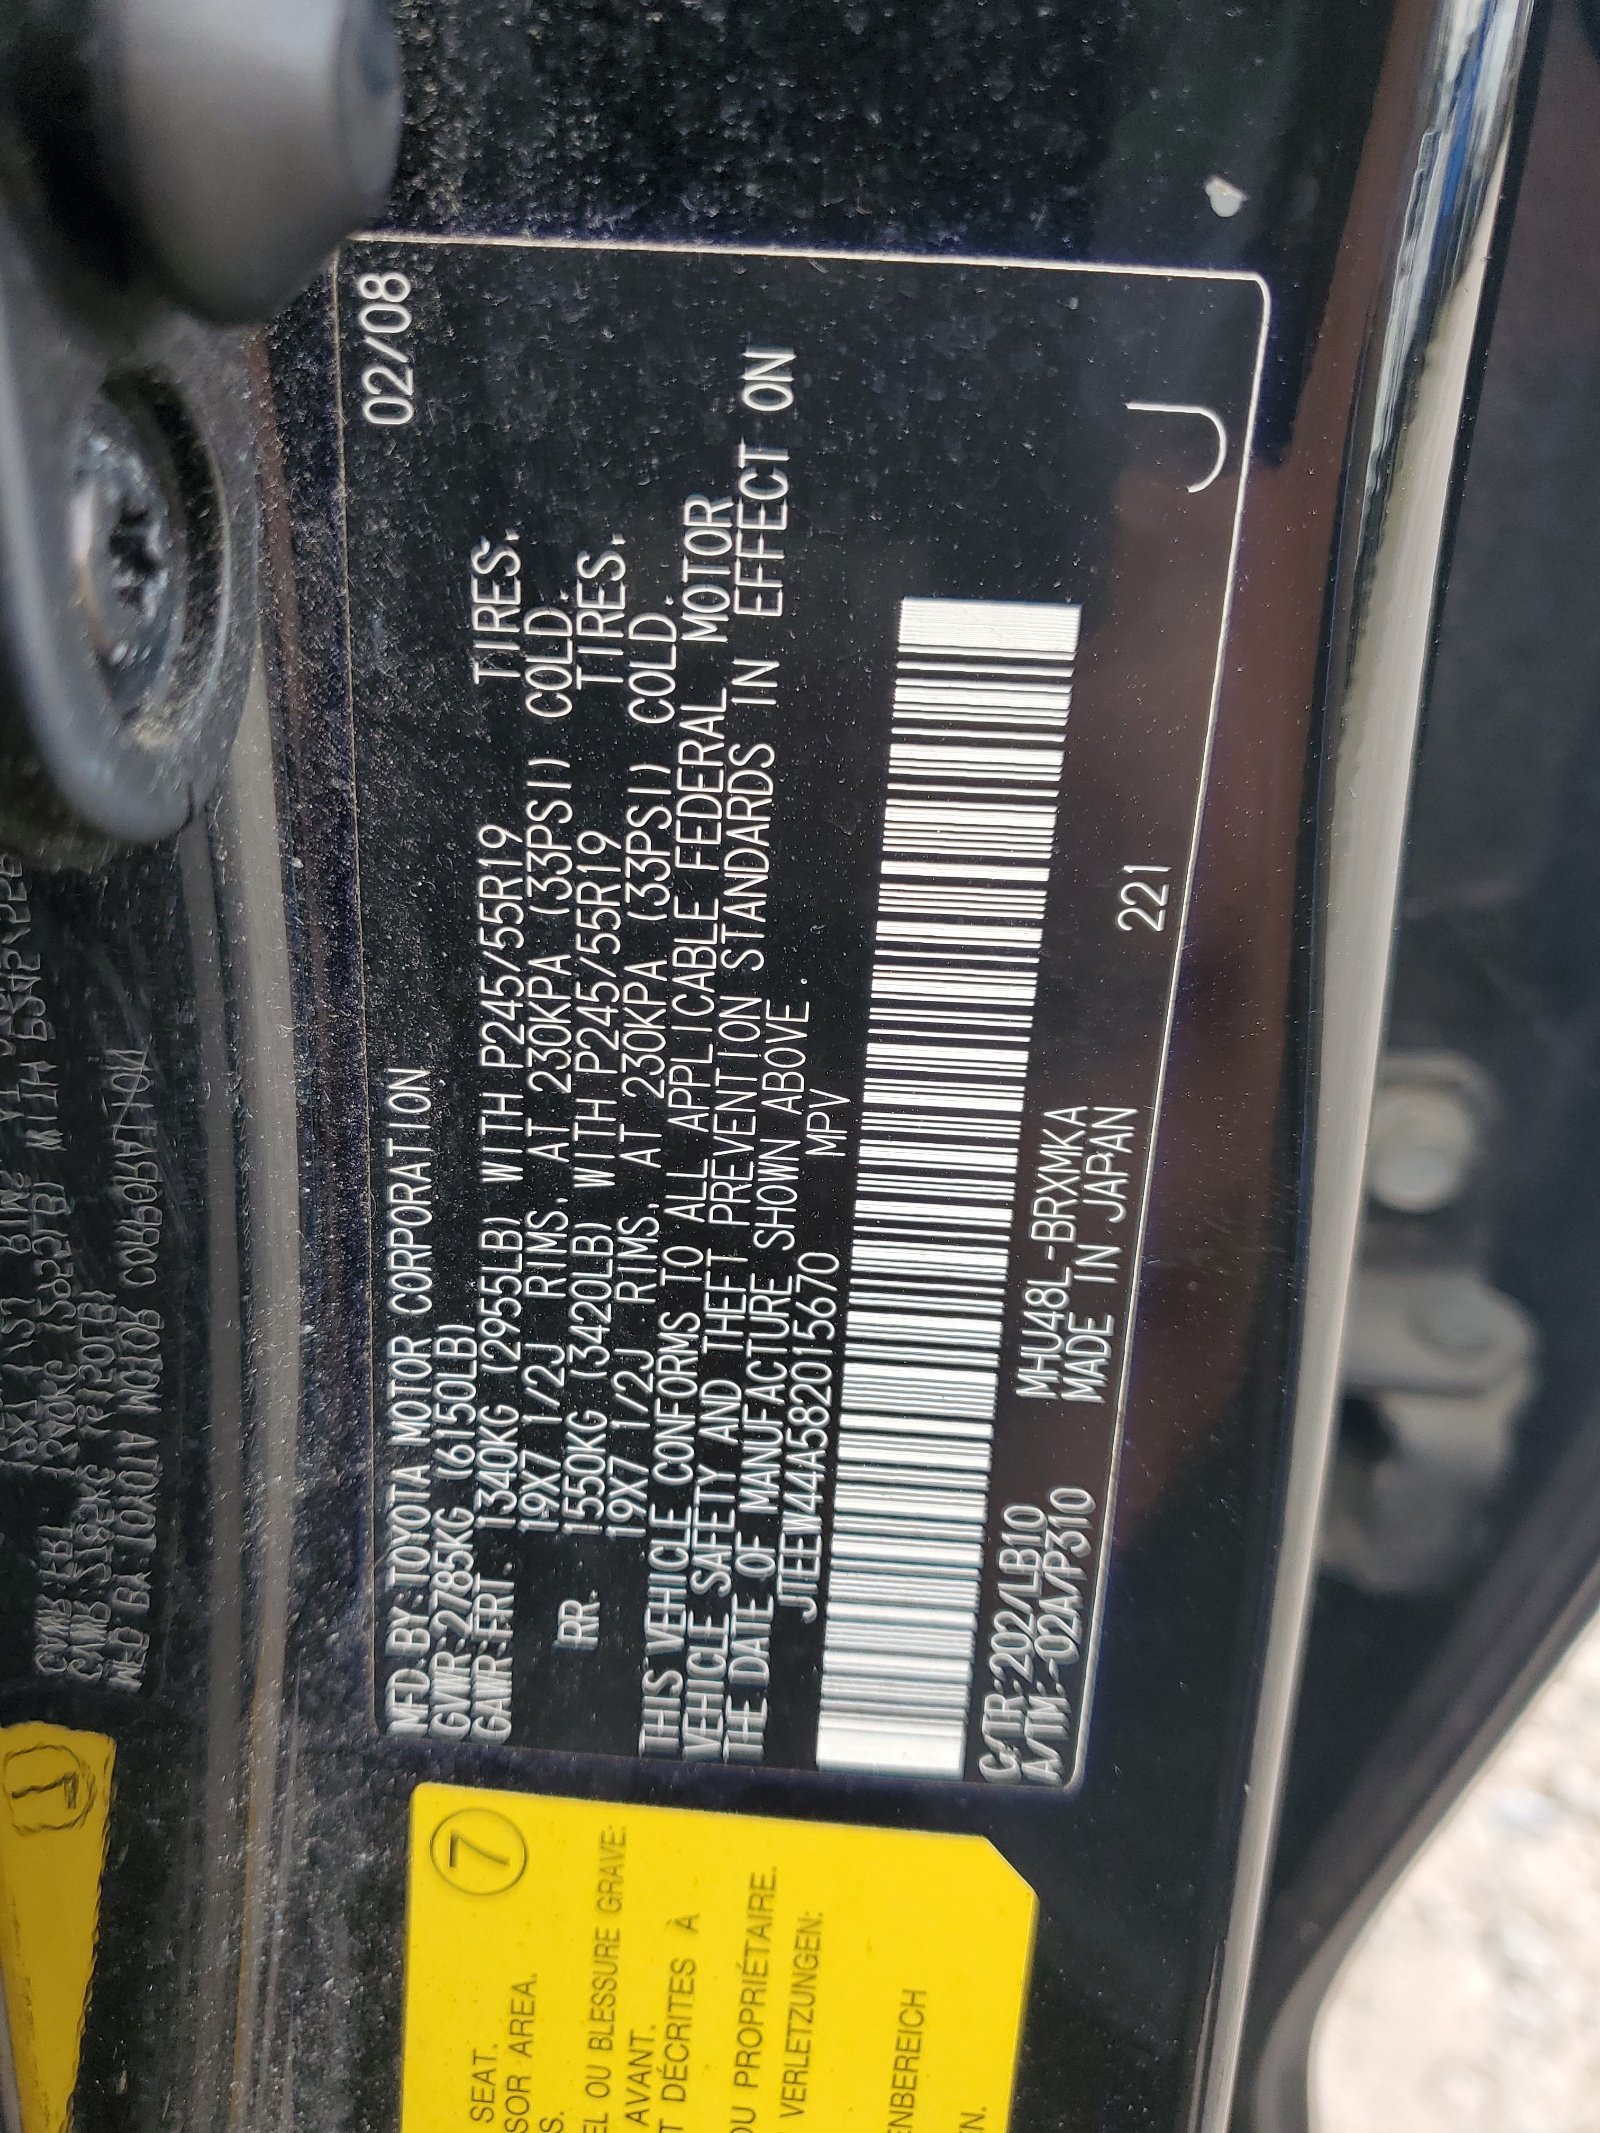 MFD BY: TOYOTA MOTOR CORPORATION 02/08
GVWR: 2785KG (6150LB)
GAWR: FRT. 1340KG (2955LB) WITH P245/55R19 TIRES.
19X7 1/2J RIMS, AT 230KPA (33PSI) COLD.
RR. 1550KG (3420LB) WITH P245/55R19 TIRES.
19X7 1/2J RIMS, AT 230KPA (33PSI) COLD.
THIS VEHICLE CONFORMS TO ALL APPLICABLE FEDERAL MOTOR
VEHICLE SAFETY AND THEFT PREVENTION STANDARDS IN EFFECT ON
THE DATE OF MANUFACTURE SHOWN ABOVE.
JTEEW44A582015670 MPV
C/TR: 202/LB10 MHU48L-BRXMKA
A/TM: -02A/P310 MADE IN JAPAN 221
J
7
SEAT.
SOR AREA.
S.
EL OU BLESSURE GRAVE:
AVANT.
T DÉCRITES À
OU PROPRIÉTAIRE.
VERLETZUNGEN:
ENBEREICH
EN.